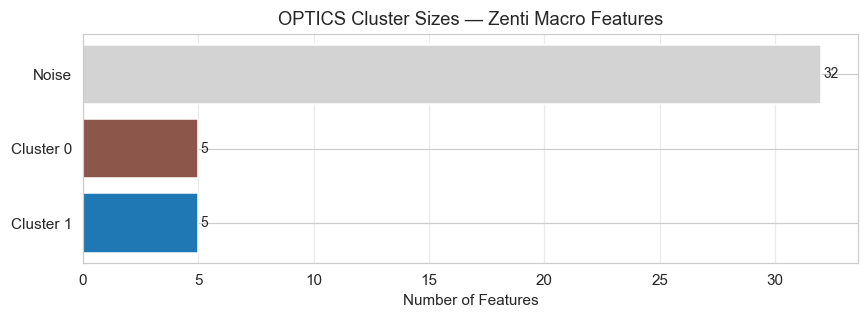 OPTICS Cluster Sizes — Zenti Macro Features
Noise
32
Cluster 0
5
Cluster 1
5
0 5 10 15 20 25 30
Number of Features